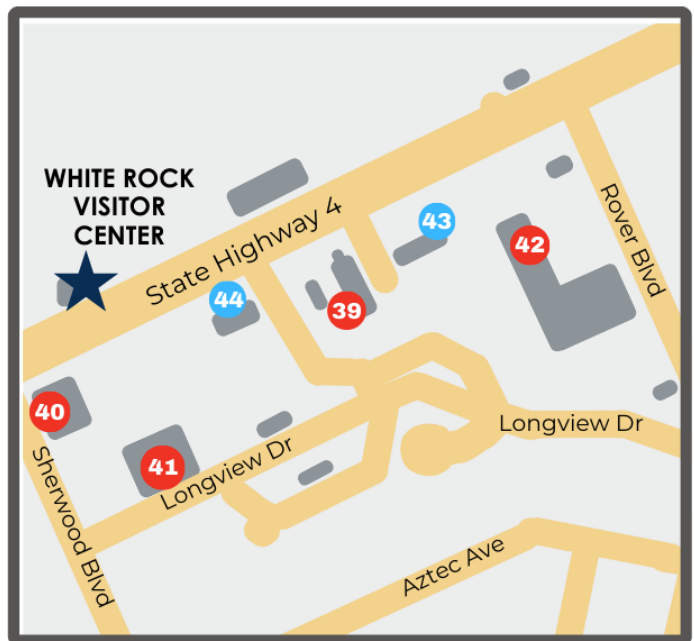 WHITE ROCK
VISITOR
CENTER
State Highway 4
Rover Blvd
43
42
44
39
40
41
Longview Dr
Longview Dr
Sherwood Blvd
Aztec Ave